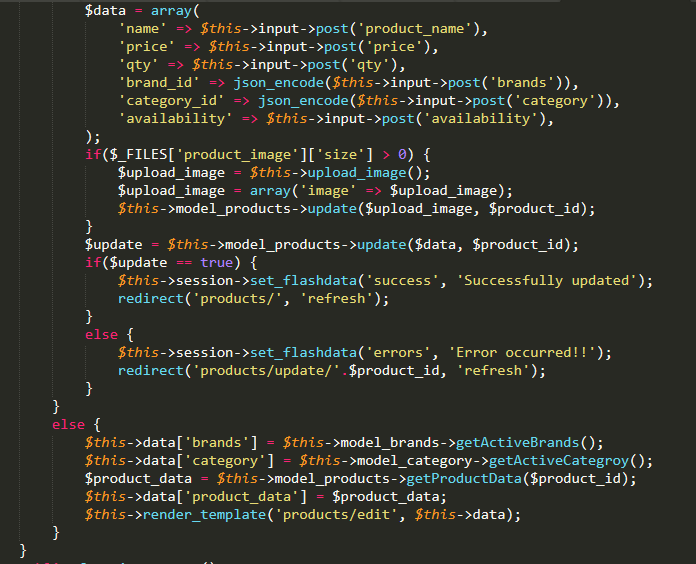 $data = array(
'name' => $this->input->post('product_name'),
'price' => $this->input->post('price'),
'qty' => $this->input->post('qty'),
'brand_id' => json_encode($this->input->post('brands')),
'category_id' => json_encode($this->input->post('category')),
'availability' => $this->input->post('availability'),
);
if($_FILES['product_image']['size'] > 0) {
$upload_image = $this->upload_image();
$upload_image = array('image' => $upload_image);
$this->model_products->update($upload_image, $product_id);
}
$update = $this->model_products->update($data, $product_id);
if($update == true) {
$this->session->set_flashdata('success', 'Successfully updated');
redirect('products/', 'refresh');
}
else {
$this->session->set_flashdata('errors', 'Error occurred!!');
redirect('products/update/'.$product_id, 'refresh');
}
}
else {
$this->data['brands'] = $this->model_brands->getActiveBrands();
$this->data['category'] = $this->model_category->getActiveCategroy();
$product_data = $this->model_products->getProductData($product_id);
$this->data['product_data'] = $product_data;
$this->render_template('products/edit', $this->data);
}
}